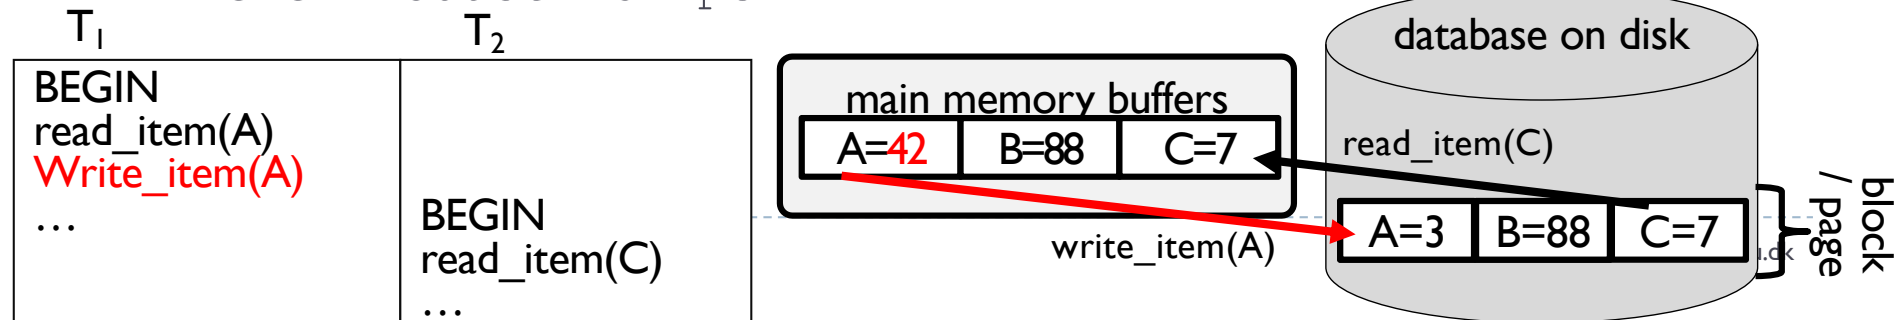 T1
T2
BEGIN
read_item(A)
Write_item(A)
…
BEGIN
read_item(C)
…
main memory buffers
A=42 B=88 C=7
write_item(A)
database on disk
read_item(C)
A=3 B=88 C=7
block
/ page